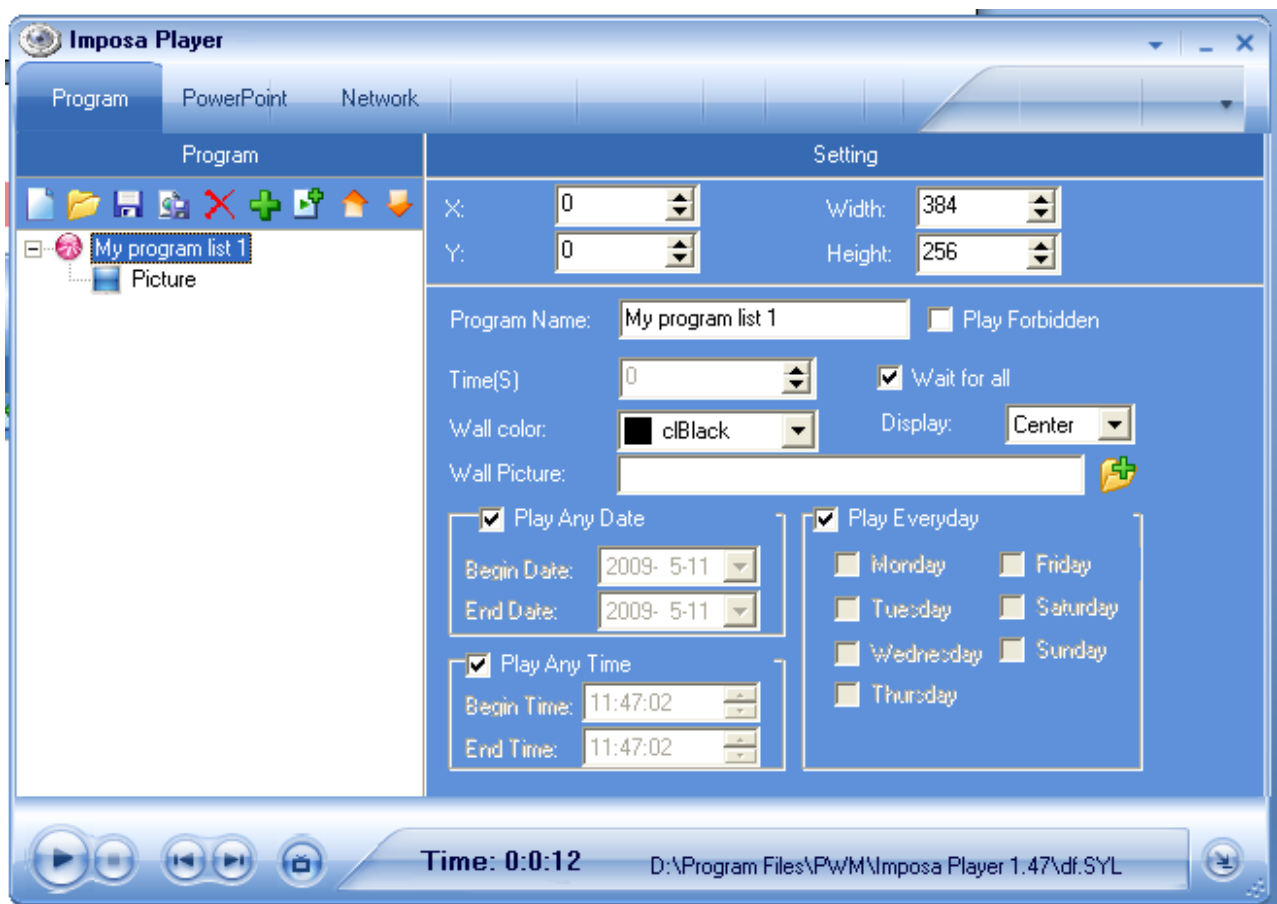 Imposa Player
Program PowerPoint Network
Program Setting
My program list 1
Picture
X: 0 Width: 384
Y: 0 Height: 256
Program Name: My program list 1 Play Forbidden
Time(S) 0 Wait for all
Wall color: clBlack Display: Center
Wall Picture:
Play Any Date
Begin Date: 2009- 5-11
End Date: 2009- 5-11
Play Any Time
Begin Time: 11:47:02
End Time: 11:47:02
Play Everyday
Monday Friday
Tuesday Saturday
Wednesday Sunday
Thursday
Time: 0:0:12 D:\Program Files\PWM\Imposa Player 1.47\df.SYL